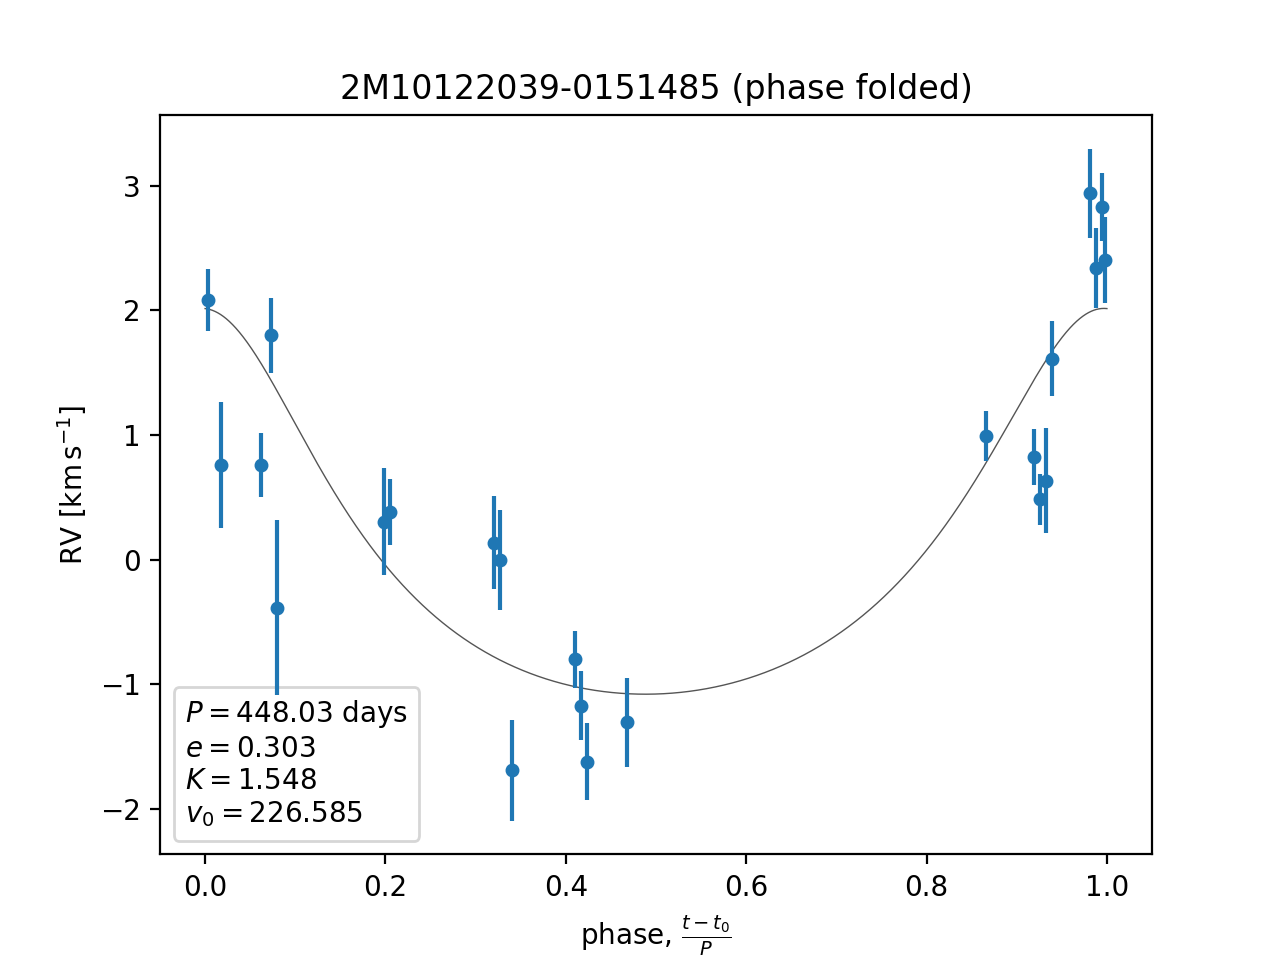 2M10122039-0151485 (phase folded)
RV [km s⁻¹]
3
2
1
0
−1
−2
P = 448.03 days
e = 0.303
K = 1.548
v₀ = 226.585
0.0 0.2 0.4 0.6 0.8 1.0
phase, (t − t₀)/P